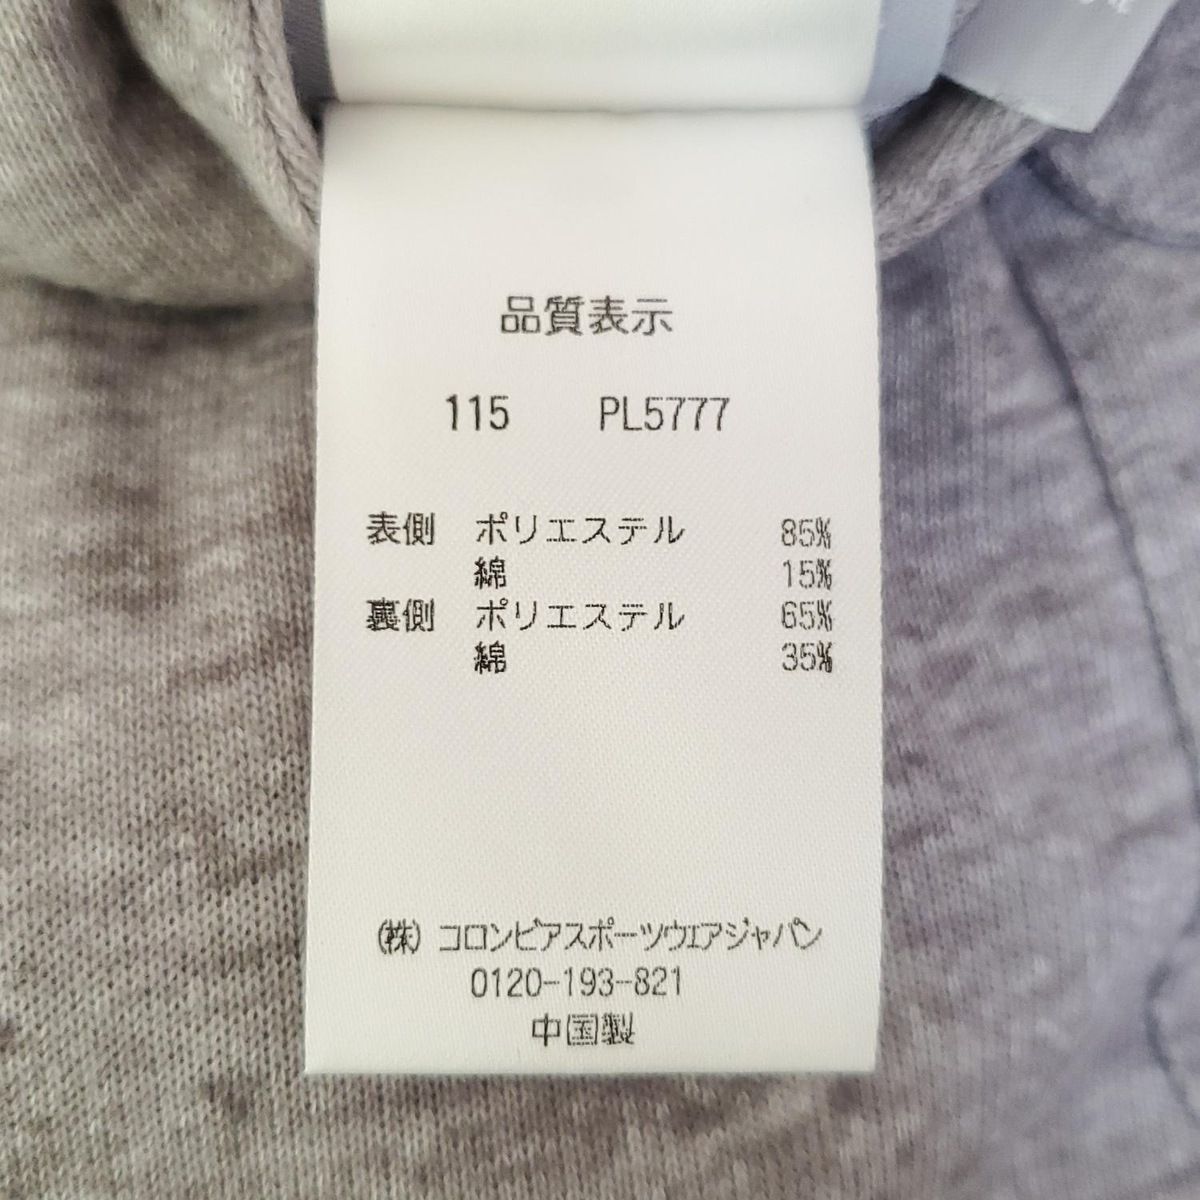 品質表示
115 PL5777
表側 ポリエステル 85%
綿 15%
裏側 ポリエステル 65%
綿 35%
(株) コロンビアスポーツウェアジャパン
0120-193-821
中国製